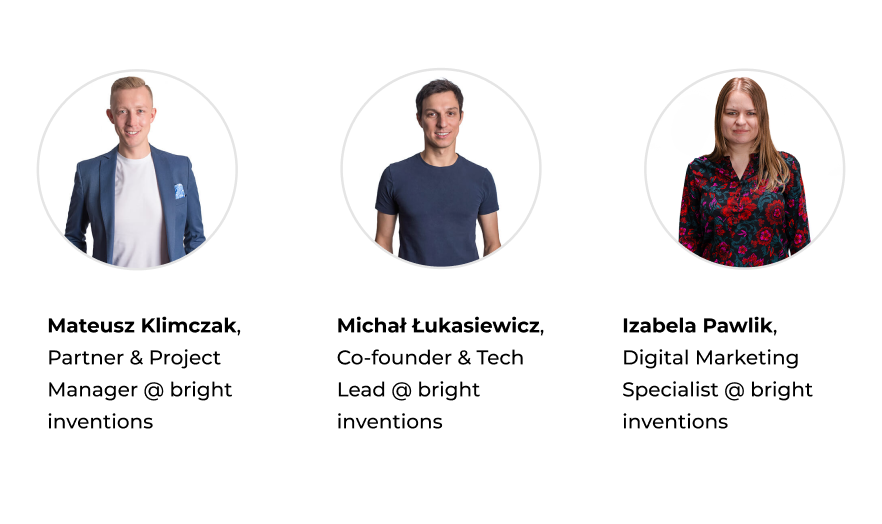 Mateusz Klimczak,
Partner & Project
Manager @ bright
inventions
Michał Łukasiewicz,
Co-founder & Tech
Lead @ bright
inventions
Izabela Pawlik,
Digital Marketing
Specialist @ bright
inventions